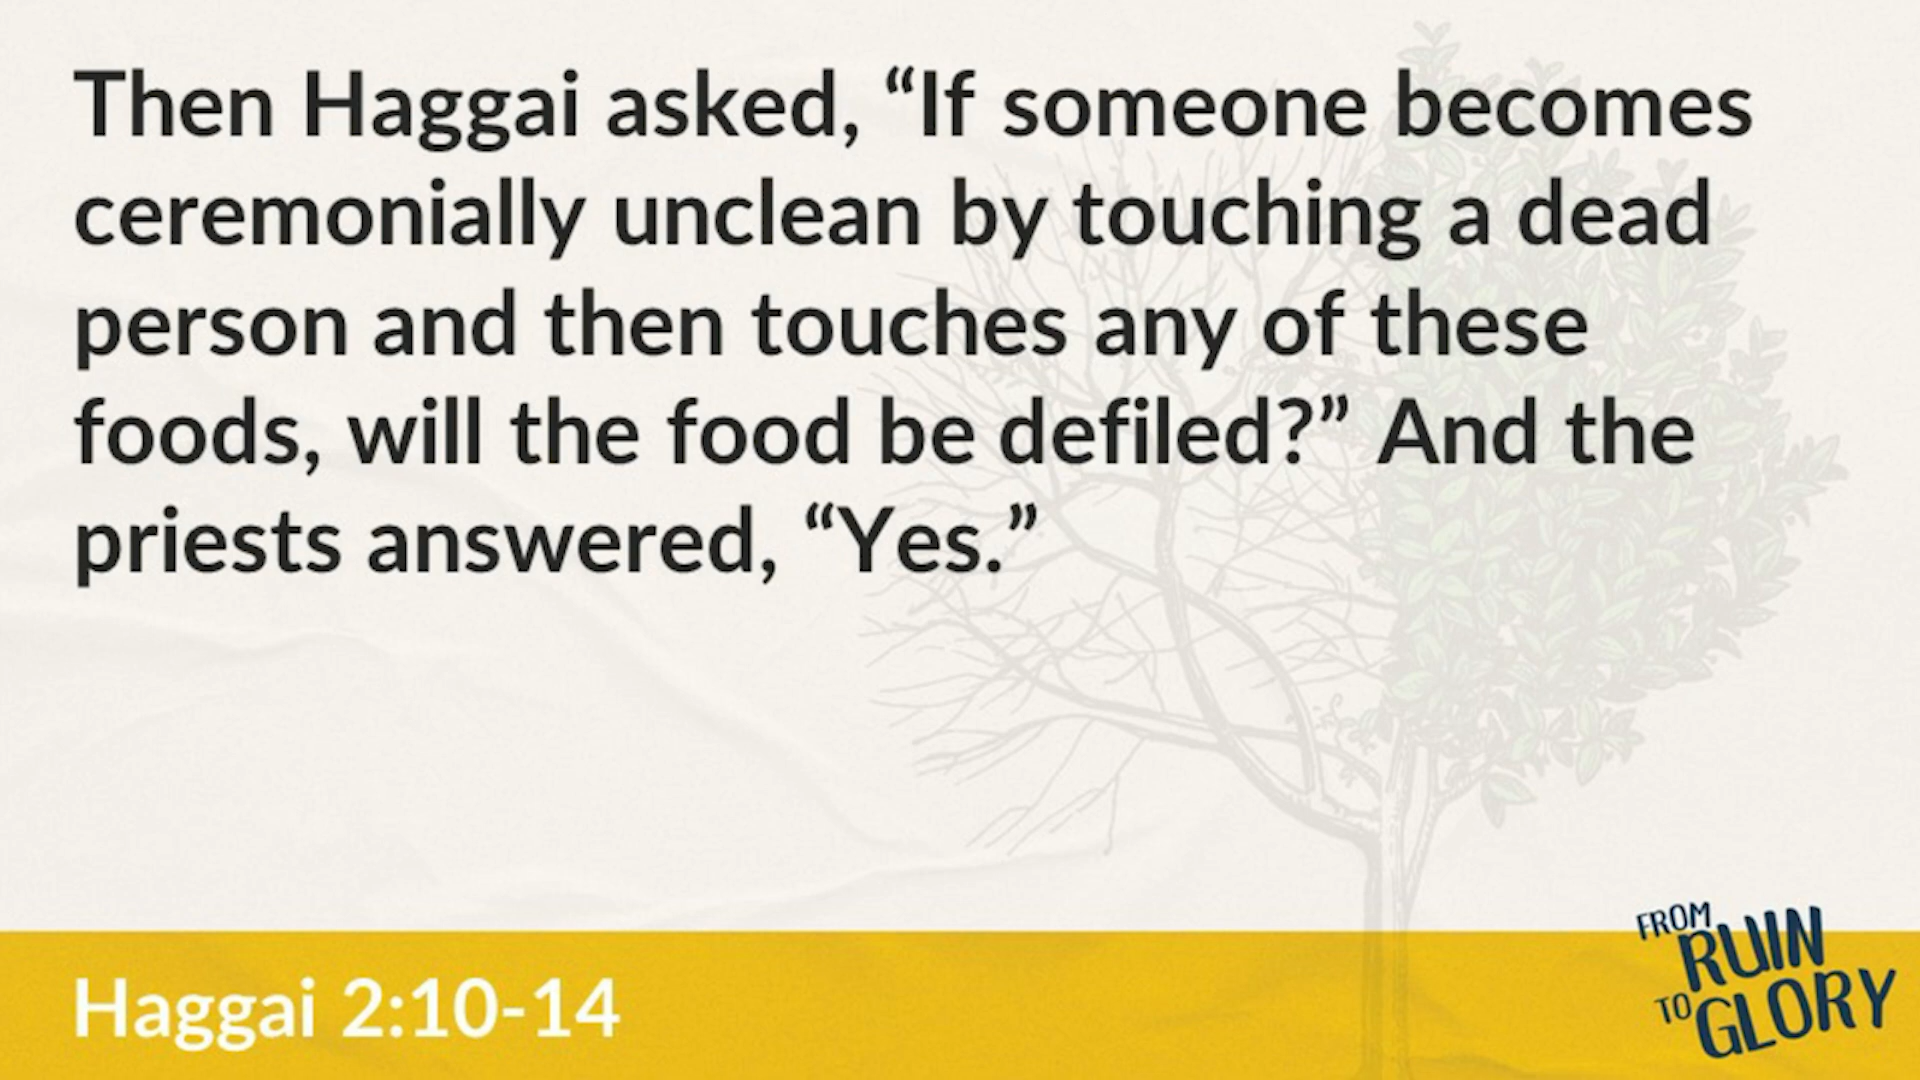 Then Haggai asked, “If someone becomes
ceremonially unclean by touching a dead
person and then touches any of these
foods, will the food be defiled?” And the
priests answered, “Yes.”
Haggai 2:10-14
FROM
RUIN
TO
GLORY